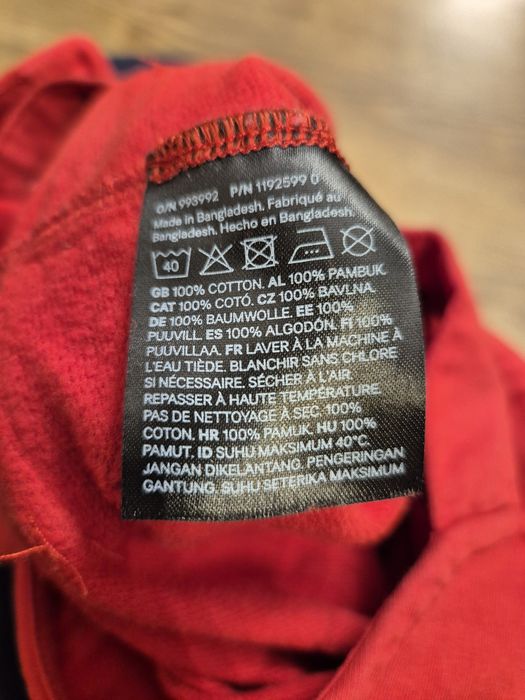 O/N 993992 P/N 1192599 0
Made in Bangladesh. Fabriqué au
Bangladesh. Hecho en Bangladesh.
40
GB 100% COTTON. AL 100% PAMBUK.
CAT 100% COTÓ. CZ 100% BAVLNA.
DE 100% BAUMWOLLE. EE 100%
PUUVILL. ES 100% ALGODÓN. FI 100%
PUUVILLAA. FR LAVER À LA MACHINE À
L'EAU TIÈDE. BLANCHIR SANS CHLORE
SI NÉCESSAIRE. SÉCHER À L'AIR.
REPASSER À HAUTE TEMPÉRATURE.
PAS DE NETTOYAGE À SEC. 100%
COTON. HR 100% PAMUK. HU 100%
PAMUT. ID SUHU MAKSIMUM 40°C.
JANGAN DIKELANTANG. PENGERINGAN
GANTUNG. SUHU SETERIKA MAKSIMUM